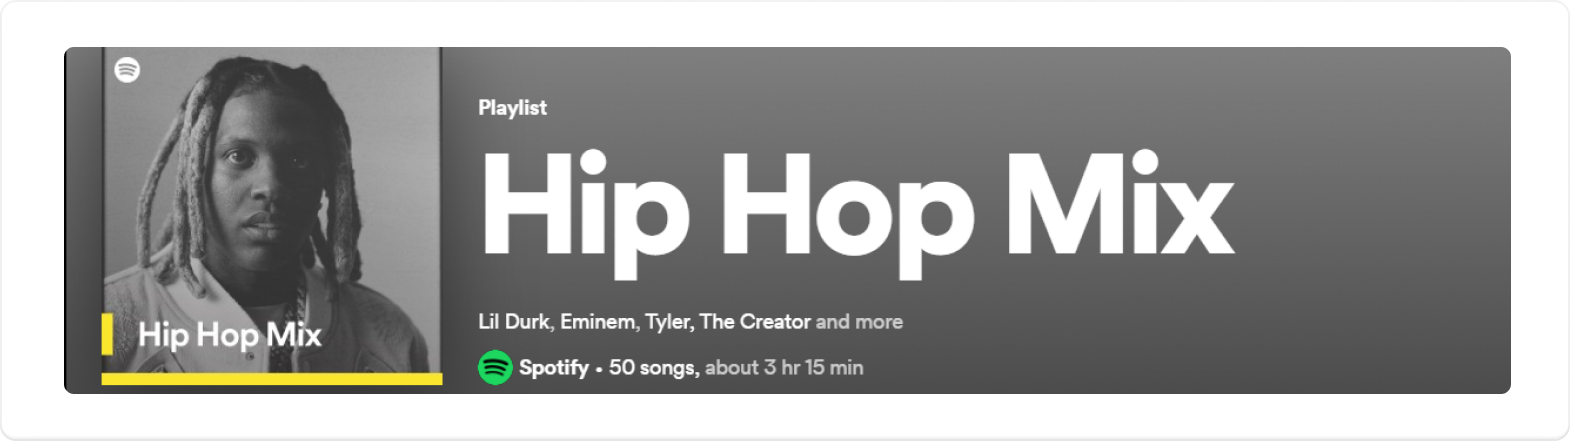 Hip Hop Mix
Playlist
Hip Hop Mix
Lil Durk, Eminem, Tyler, The Creator and more
Spotify • 50 songs, about 3 hr 15 min